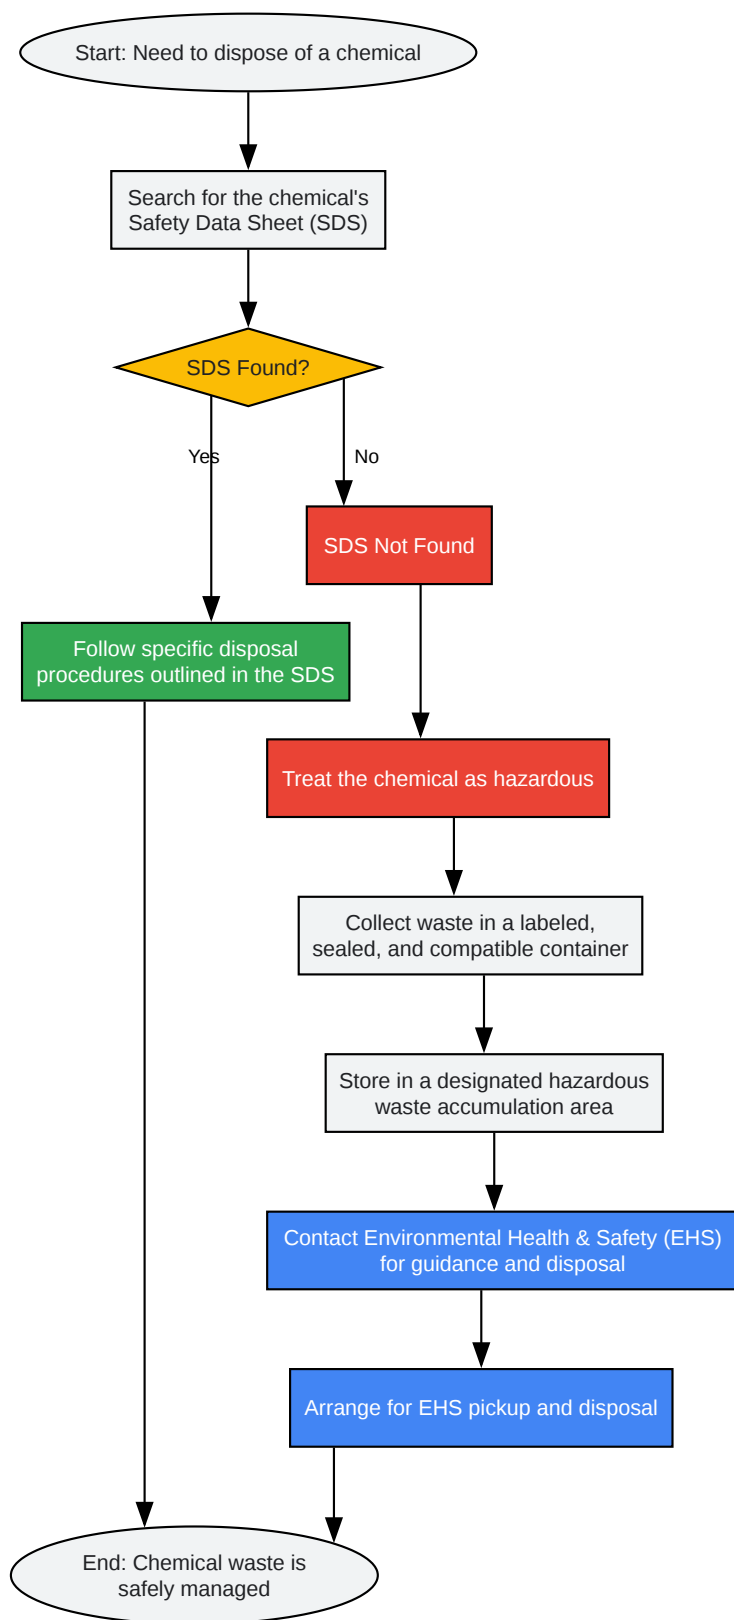 Start: Need to dispose of a chemical
Search for the chemical's
Safety Data Sheet (SDS)
SDS Found?
Yes
No
SDS Not Found
Follow specific disposal
procedures outlined in the SDS
Treat the chemical as hazardous
Collect waste in a labeled,
sealed, and compatible container
Store in a designated hazardous
waste accumulation area
Contact Environmental Health & Safety (EHS)
for guidance and disposal
Arrange for EHS pickup and disposal
End: Chemical waste is
safely managed